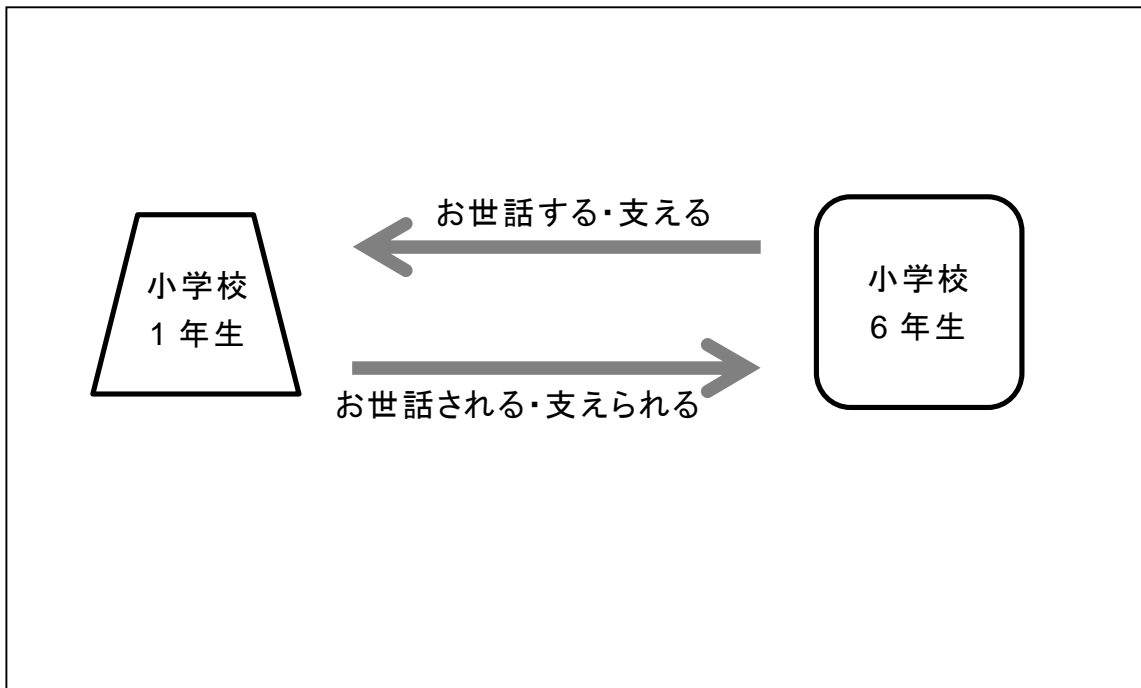 お世話する・支える
小学校
1 年生
小学校
6 年生
お世話される・支えられる